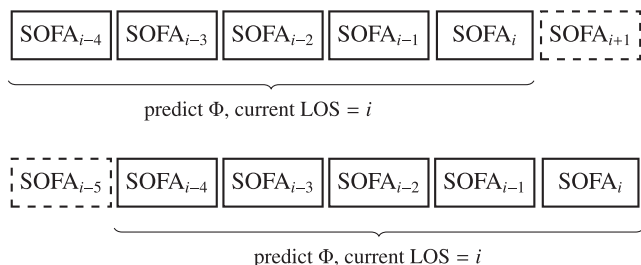 SOFA_{i−4} SOFA_{i−3} SOFA_{i−2} SOFA_{i−1} SOFA_i SOFA_{i+1}
predict Φ, current LOS = i
SOFA_{i−5} SOFA_{i−4} SOFA_{i−3} SOFA_{i−2} SOFA_{i−1} SOFA_i
predict Φ, current LOS = i